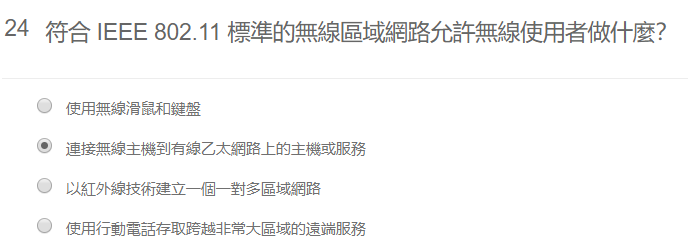 24 符合 IEEE 802.11 標準的無線區域網路允許無線使用者做什麼?
使用無線滑鼠和鍵盤
連接無線主機到有線乙太網路上的主機或服務
以紅外線技術建立一個一對多區域網路
使用行動電話存取跨越非常大區域的遠端服務